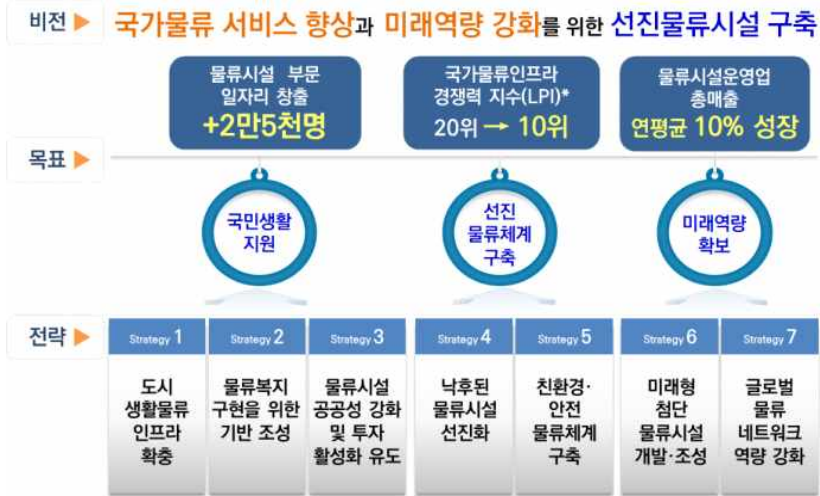 비전 ▶ 국가물류 서비스 향상과 미래역량 강화를 위한 선진물류시설 구축
물류시설 부문
일자리 창출
+2만5천명
국가물류인프라
경쟁력 지수(LPI)*
20위 → 10위
물류시설운영업
총매출
연평균 10% 성장
목표 ▶
국민생활
지원
선진
물류체계
구축
미래역량
확보
전략 ▶
Strategy 1
도시
생활물류
인프라
확충
Strategy 2
물류복지
구현을 위한
기반 조성
Strategy 3
물류시설
공공성 강화
및 투자
활성화 유도
Strategy 4
낙후된
물류시설
선진화
Strategy 5
친환경·
안전
물류체계
구축
Strategy 6
미래형
첨단
물류시설
개발·조성
Strategy 7
글로벌
물류
네트워크
역량 강화